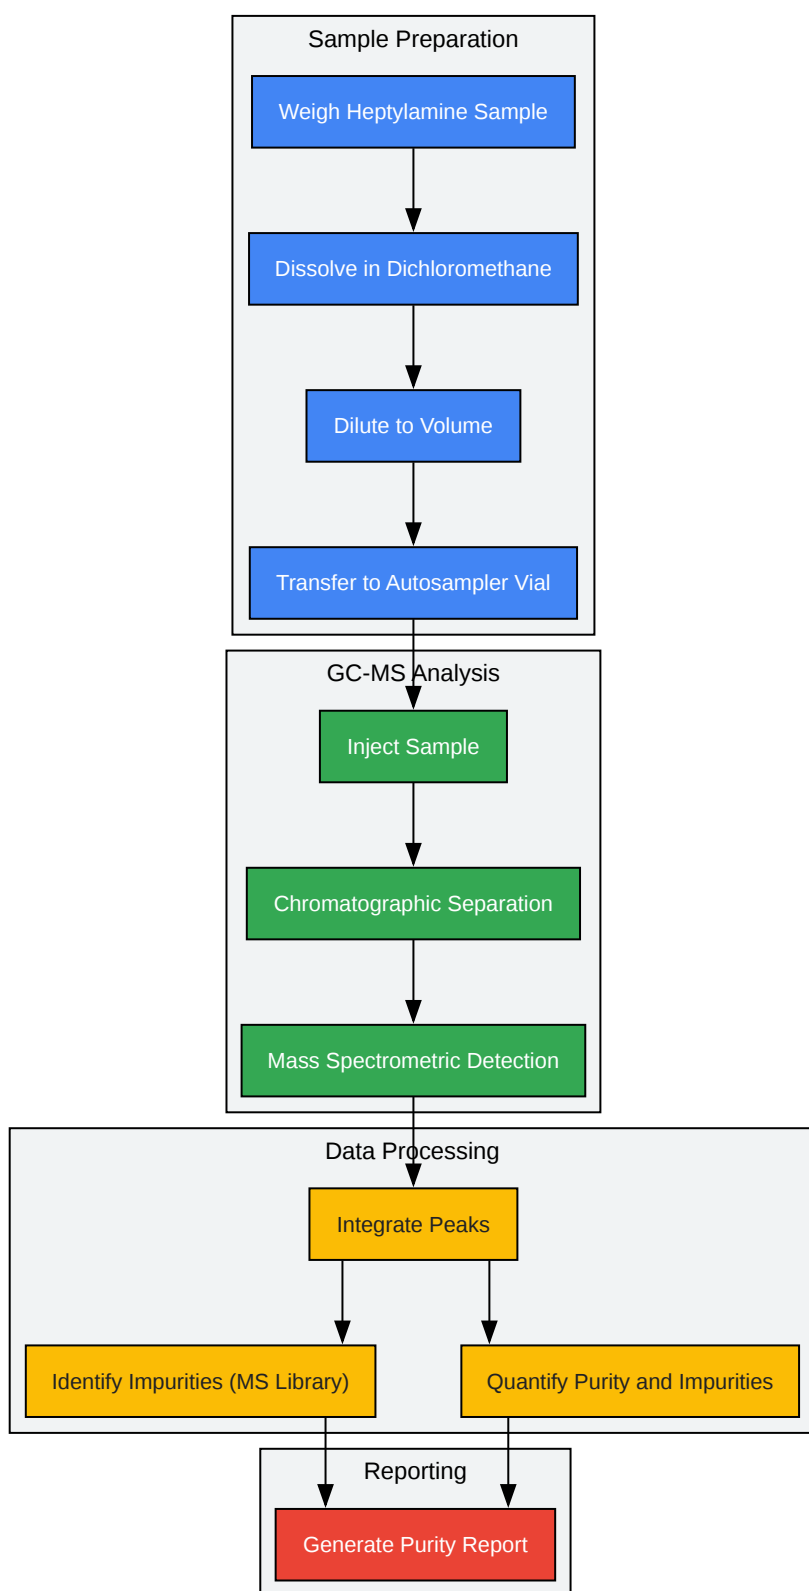 Sample Preparation
Weigh Heptylamine Sample
Dissolve in Dichloromethane
Dilute to Volume
Transfer to Autosampler Vial
GC-MS Analysis
Inject Sample
Chromatographic Separation
Mass Spectrometric Detection
Data Processing
Integrate Peaks
Identify Impurities (MS Library)
Quantify Purity and Impurities
Reporting
Generate Purity Report